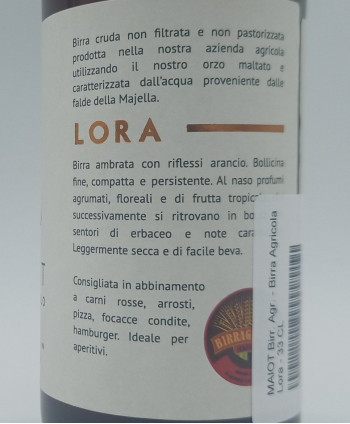 Birra cruda non filtrata e non pastorizzata
prodotta nella nostra azienda agricola
utilizzando il nostro orzo maltato e
caratterizzata dall'acqua proveniente dalle
falde della Majella.
LORA
Birra ambrata con riflessi arancio. Bollicina
fine, compatta e persistente. Al naso profumi
agrumati, floreali e di frutta
successivamente si ritrovano in
sentori di erbaceo e note
Leggermente secca e di facile beva.
Consigliata in abbinamento
a carni rosse, arrosti,
pizza, focacce condite,
hamburger. Ideale per
aperitivi.
MAIOT Birr. Agr. - Birra Agricola
Lora - 33 CL